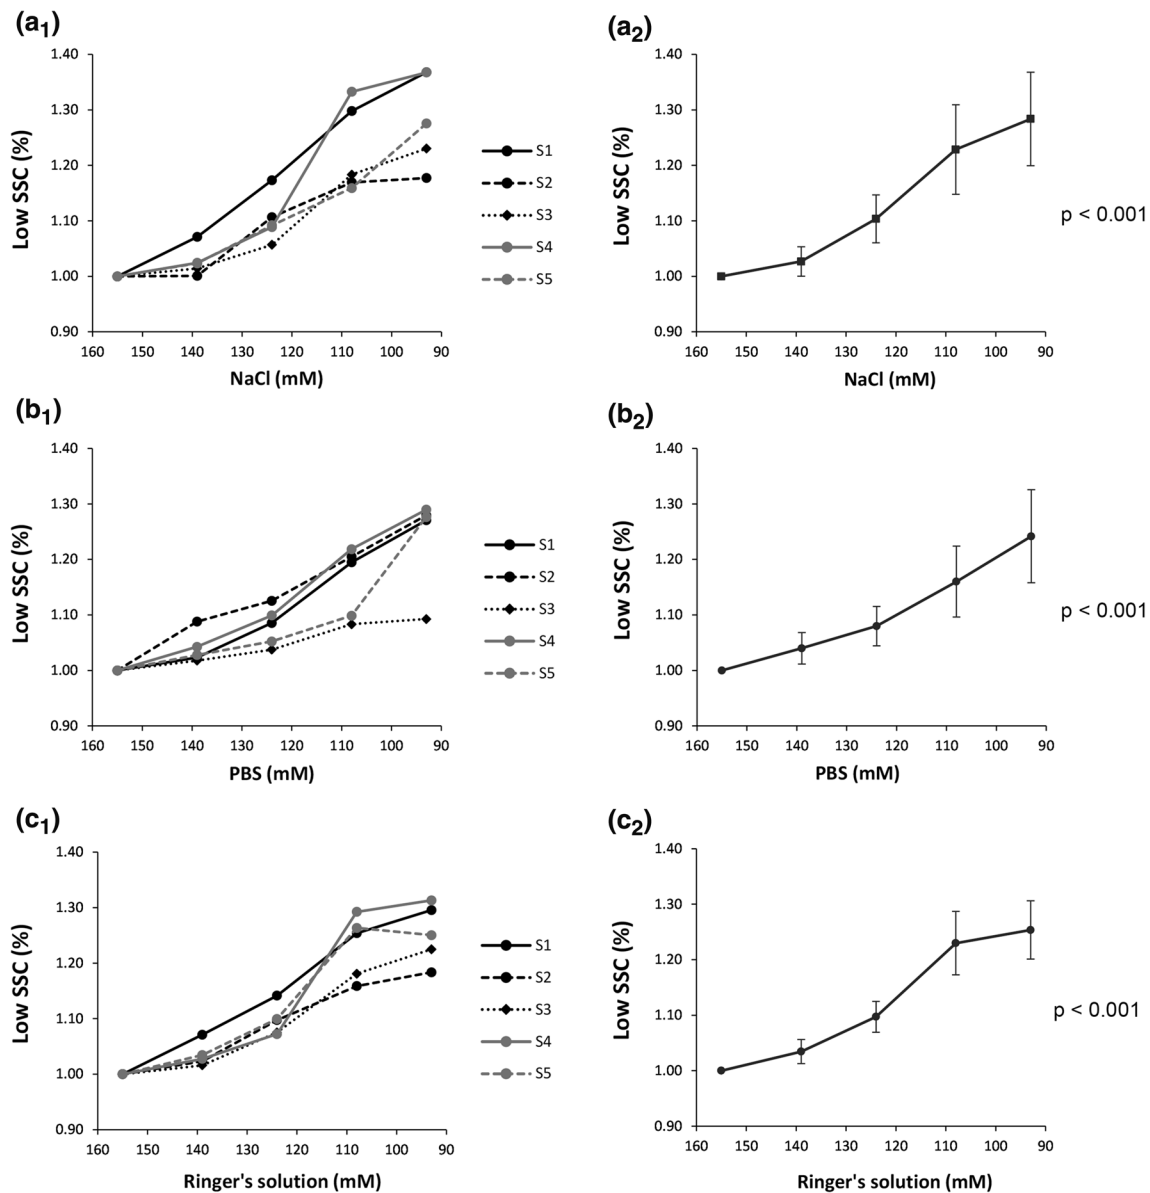 (a1)
1.40
1.30
1.20
1.10
1.00
0.90
Low SSC (%)
160 150 140 130 120 110 100 90
NaCl (mM)
S1
S2
S3
S4
S5
(a2)
1.40
1.30
1.20
1.10
1.00
0.90
Low SSC (%)
160 150 140 130 120 110 100 90
NaCl (mM)
p < 0.001
(b1)
1.40
1.30
1.20
1.10
1.00
0.90
Low SSC (%)
160 150 140 130 120 110 100 90
PBS (mM)
S1
S2
S3
S4
S5
(b2)
1.40
1.30
1.20
1.10
1.00
0.90
Low SSC (%)
160 150 140 130 120 110 100 90
PBS (mM)
p < 0.001
(c1)
1.40
1.30
1.20
1.10
1.00
0.90
Low SSC (%)
160 150 140 130 120 110 100 90
Ringer's solution (mM)
S1
S2
S3
S4
S5
(c2)
1.40
1.30
1.20
1.10
1.00
0.90
Low SSC (%)
160 150 140 130 120 110 100 90
Ringer's solution (mM)
p < 0.001